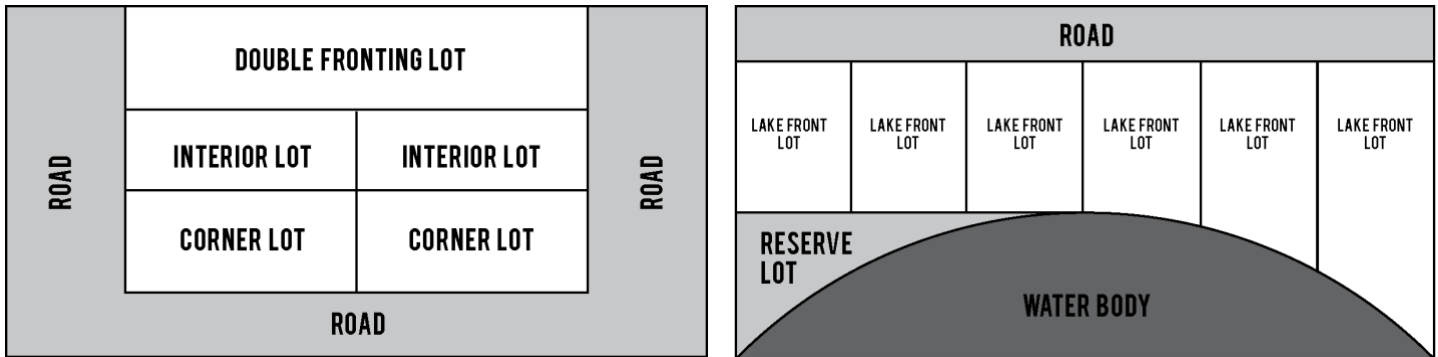 DOUBLE FRONTING LOT
INTERIOR LOT
INTERIOR LOT
ROAD
ROAD
CORNER LOT
CORNER LOT
ROAD
ROAD
LAKE FRONT
LOT
LAKE FRONT
LOT
LAKE FRONT
LOT
LAKE FRONT
LOT
LAKE FRONT
LOT
LAKE FRONT
LOT
RESERVE
LOT
WATER BODY